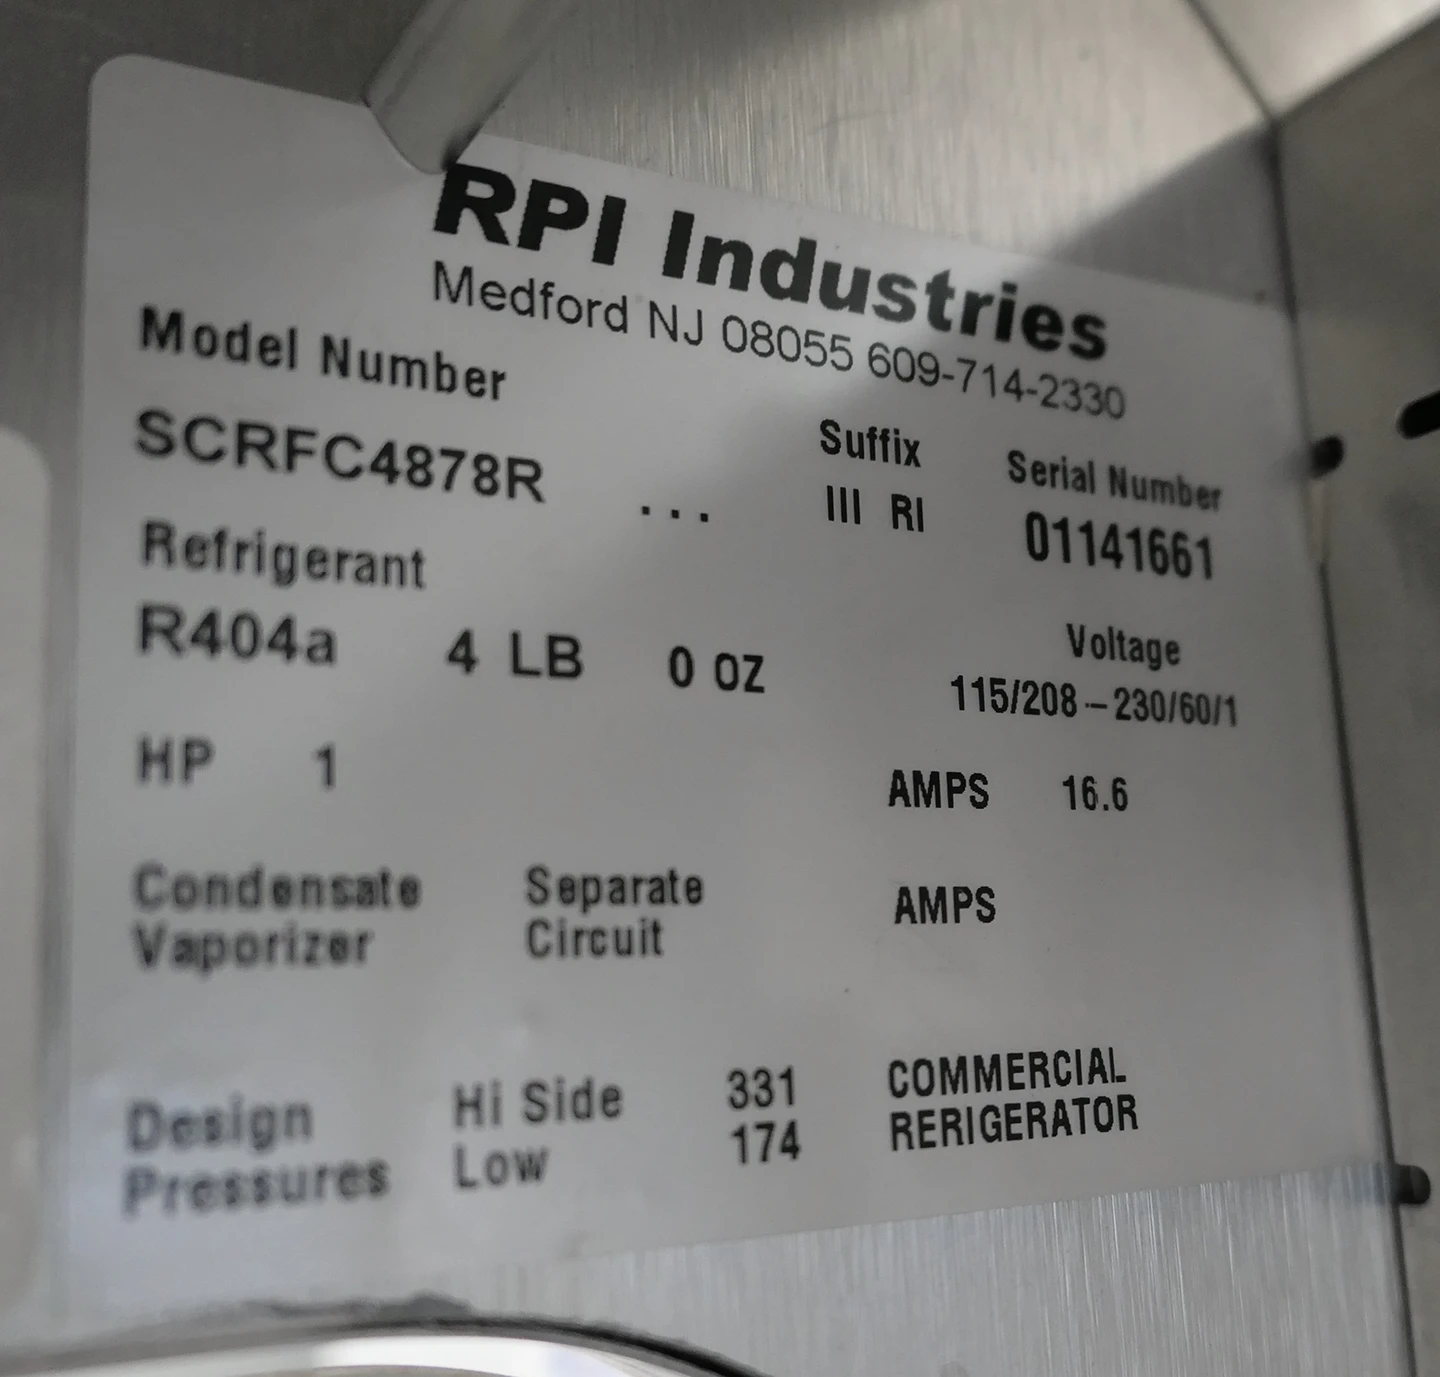 RPI Industries
Medford NJ 08055 609-714-2330
Model Number
Suffix
Serial Number
SCRFC4878R ... III RI 01141661
Refrigerant
Voltage
R404a 4 LB 0 OZ 115/208-230/60/1
HP 1 AMPS 16.6
Condensate Separate AMPS
Vaporizer Circuit
Design Hi Side 331 COMMERCIAL
Pressures Low 174 RERIGERATOR